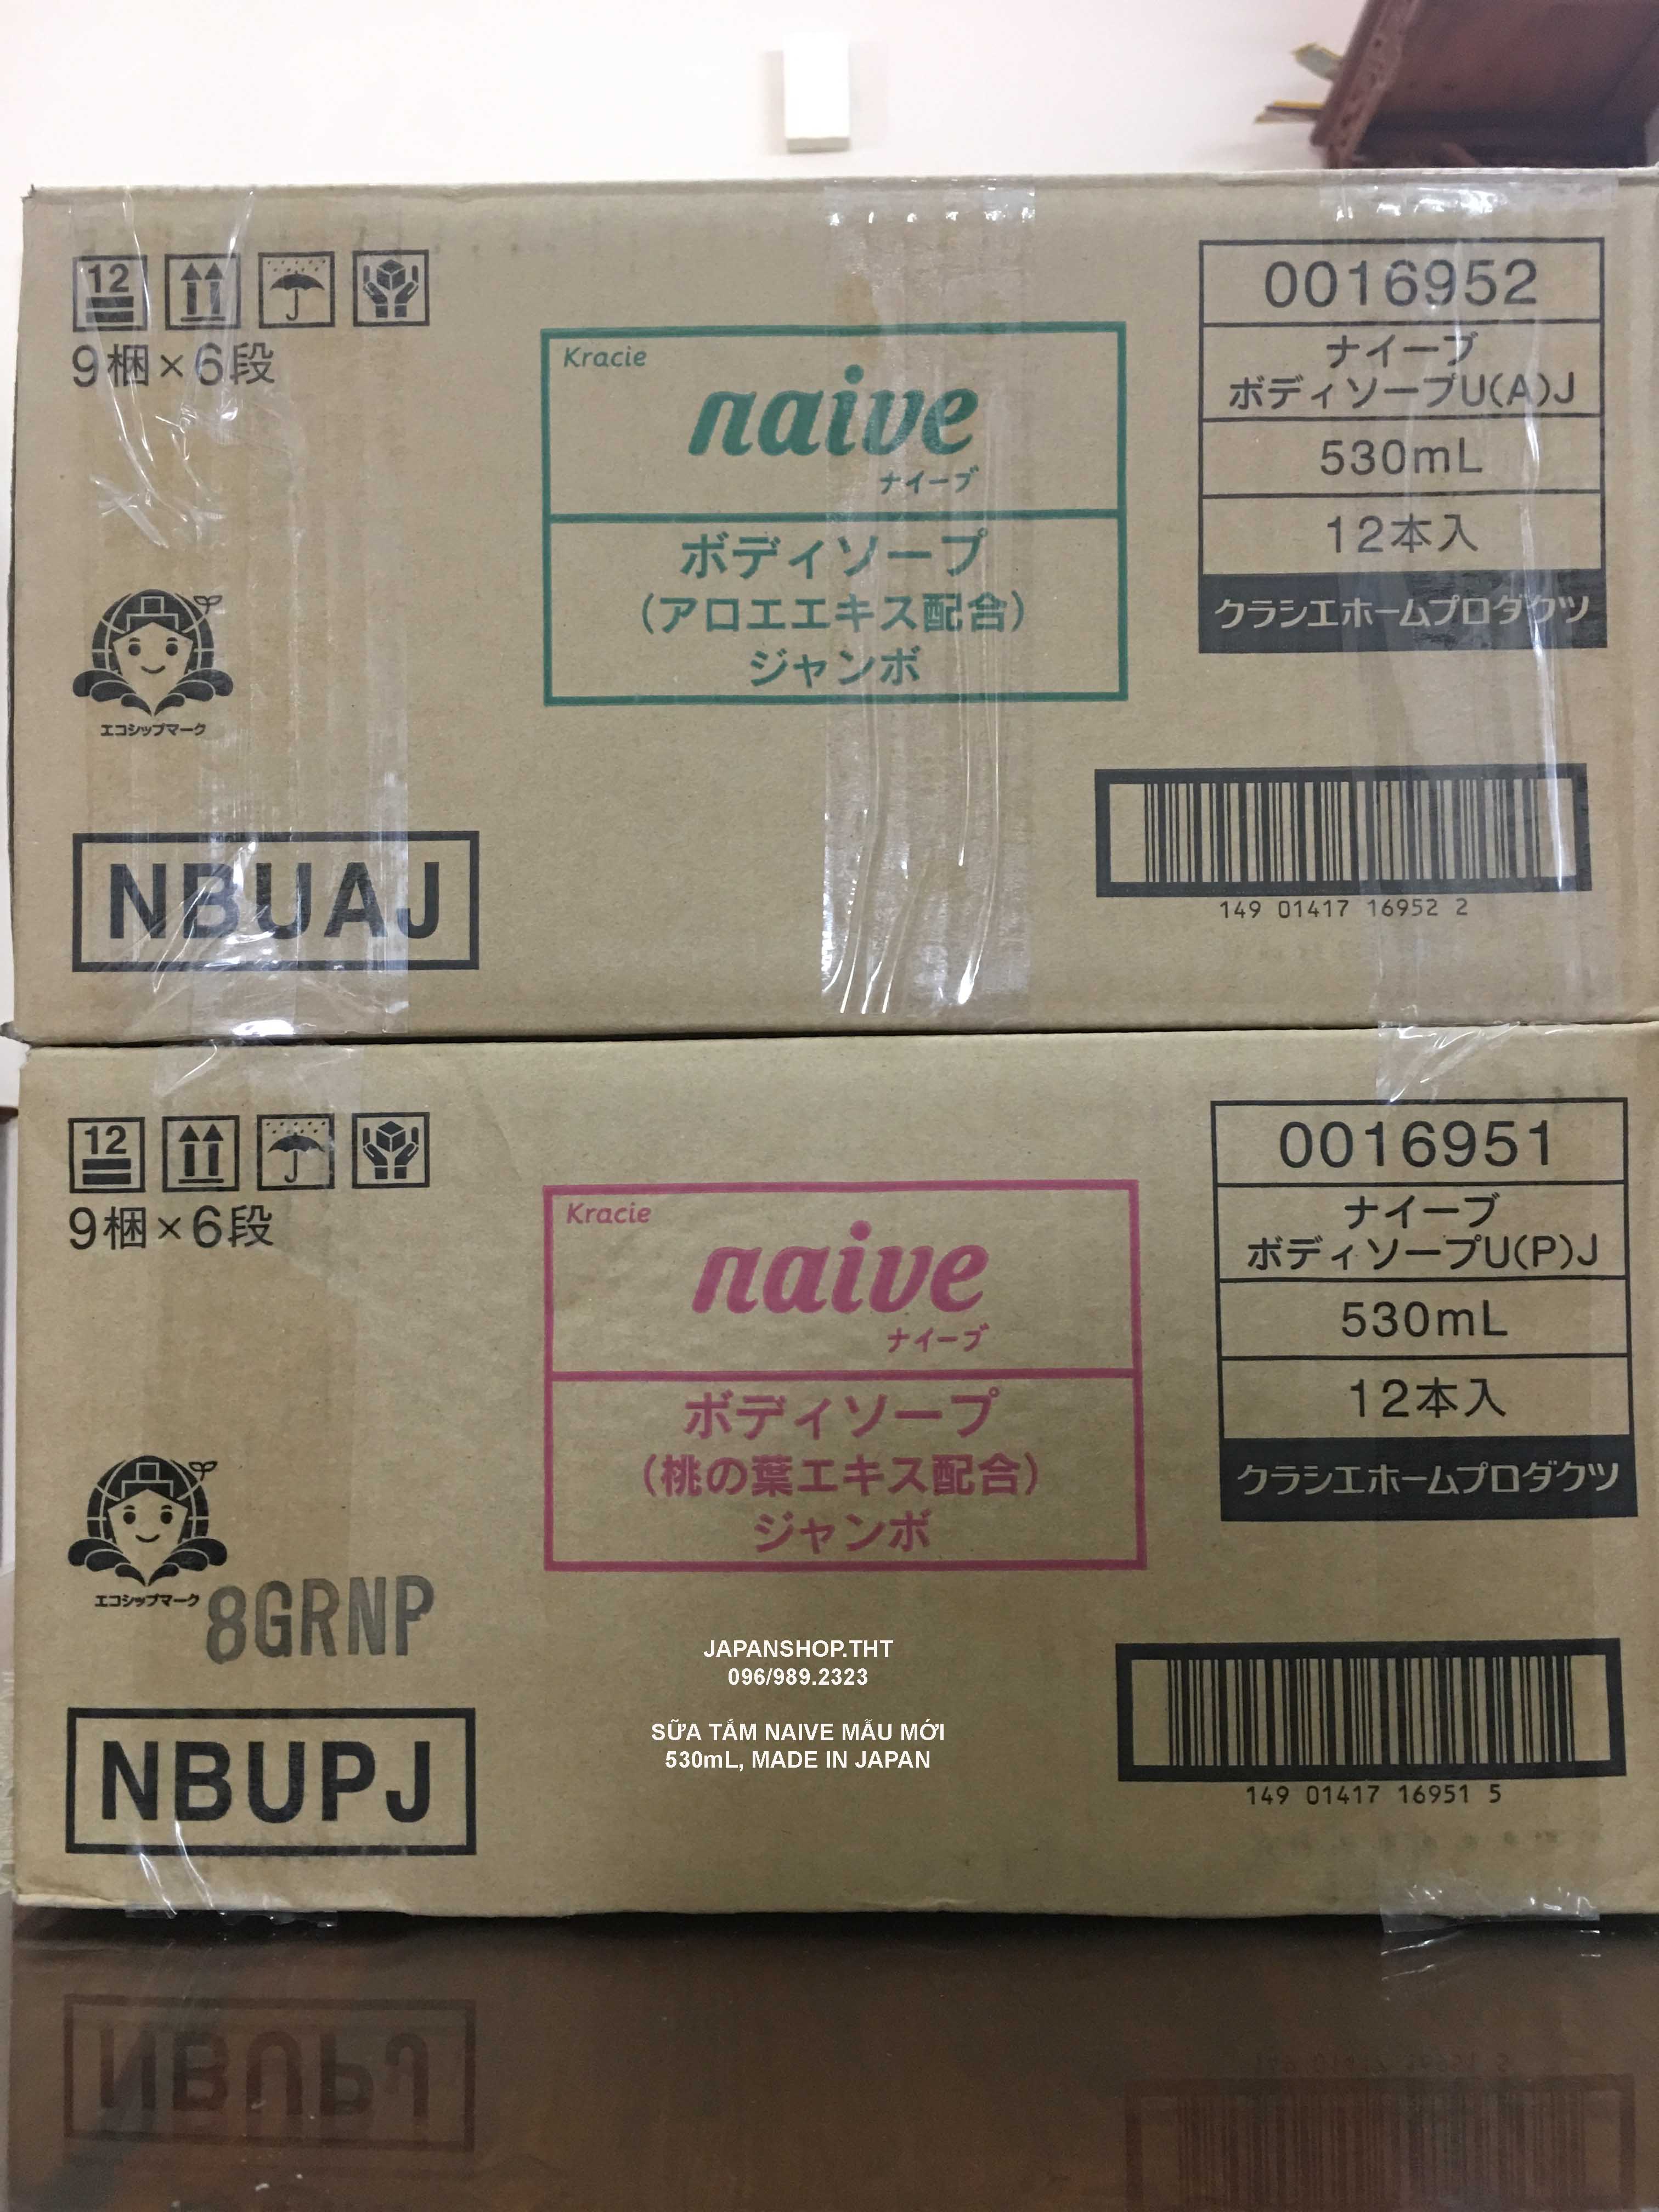 12
9梱×6段
Kracie
naive
ナイーブ
ボディソープ
(アロエエキス配合)
ジャンボ
0016952
ナイーブ
ボディソープU(A)J
530mL
12本入
クラシエホームプロダクツ
エコシップマーク
NBUAJ
149 01417 16952 2
12
9梱×6段
Kracie
naive
ナイーブ
ボディソープ
(桃の葉エキス配合)
ジャンボ
0016951
ナイーブ
ボディソープU(P)J
530mL
12本入
クラシエホームプロダクツ
エコシップマーク
8GRNP
NBUPJ
JAPANSHOP.THT
096/989.2323
SỮA TẮM NAIVE MẪU MỚI
530mL, MADE IN JAPAN
149 01417 16951 5